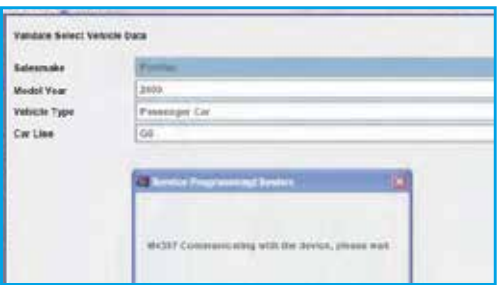 Validate Select Vehicle Data
Salesmake Pontiac
Model Year 2009
Vehicle Type Passenger Car
Car Line G8
Service Programming System
Communicating with the device, please wait